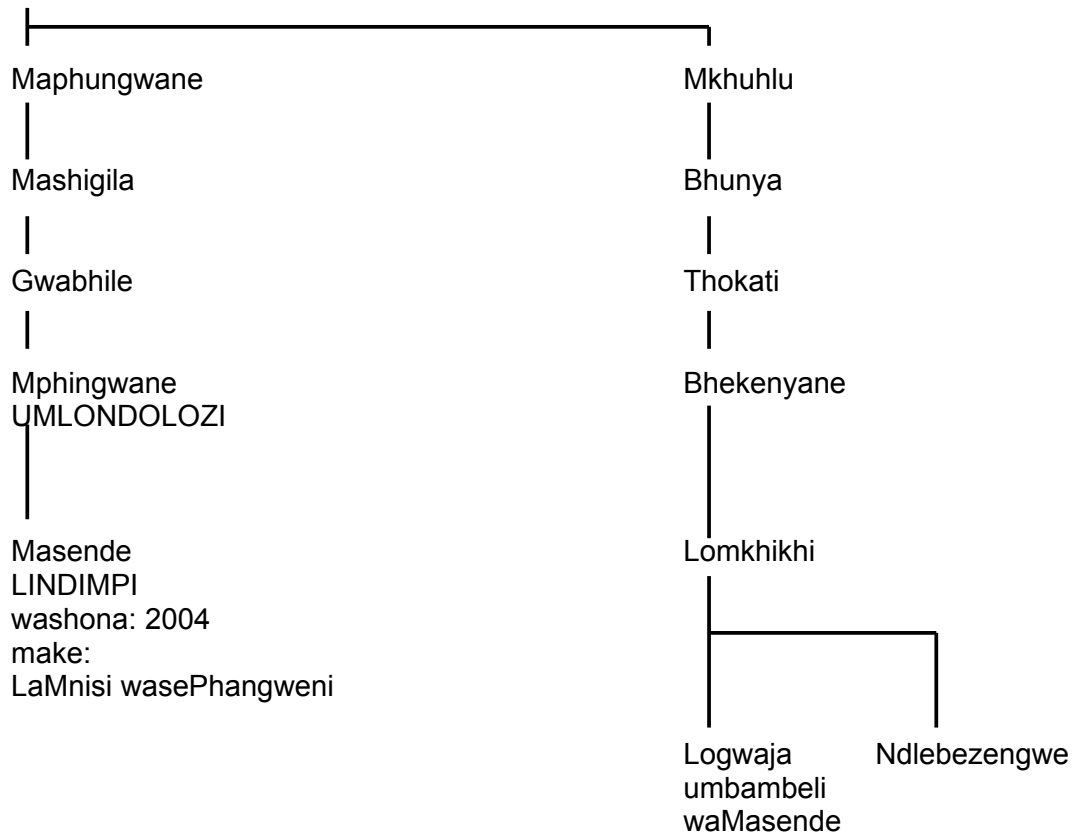 Maphungwane
Mkhuhlu
Mashigila
Bhunya
Gwabhile
Thokati
Mphingwane
UMLONDOLOZI
Bhekenyane
Masende
LINDIMPI
washona: 2004
make:
LaMnisi wasePhangweni
Lomkhikhi
Logwaja
umbambeli
waMasende
Ndlebezengwe